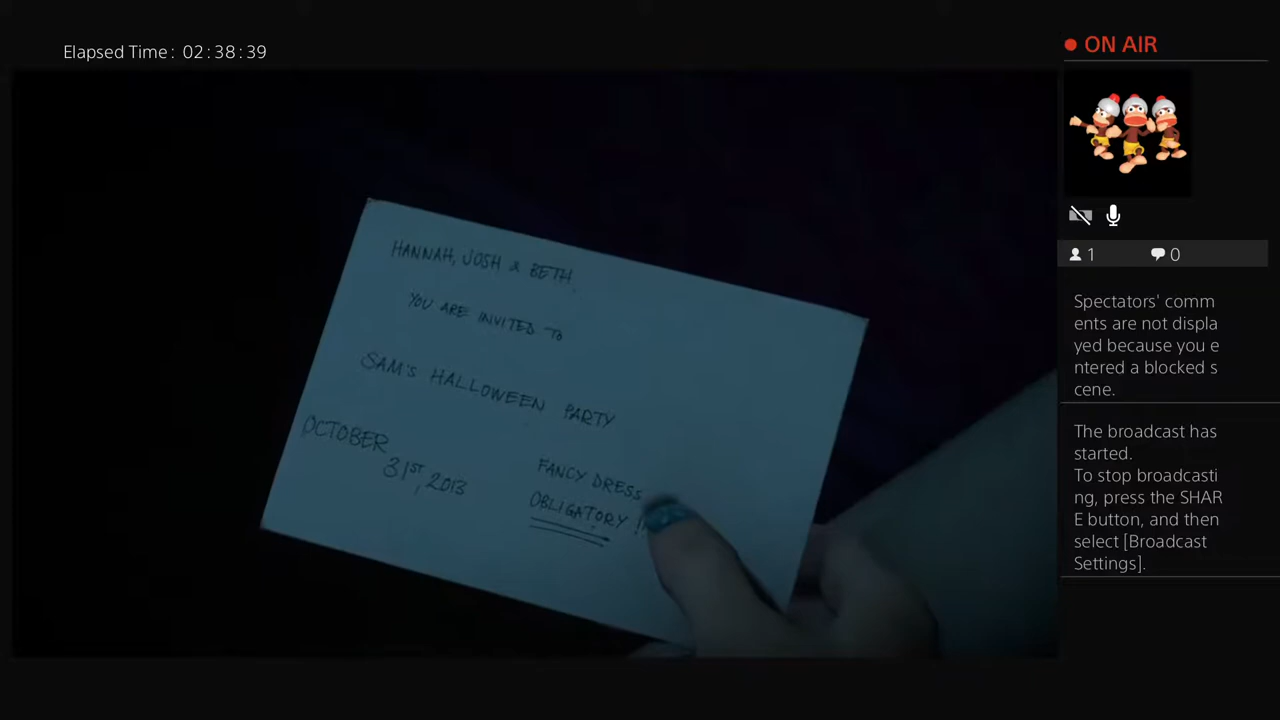 Elapsed Time: 02:38:39
ON AIR
HANNAH, JOSH & BETH
YOU ARE INVITED TO
SAM'S HALLOWEEN PARTY
OCTOBER
31ST, 2013
FANCY DRESS
OBLIGATORY !!
1
0
Spectators' comm
ents are not displa
yed because you e
ntered a blocked s
cene.
The broadcast has
started.
To stop broadcasti
ng, press the SHAR
E button, and then
select [Broadcast
Settings].